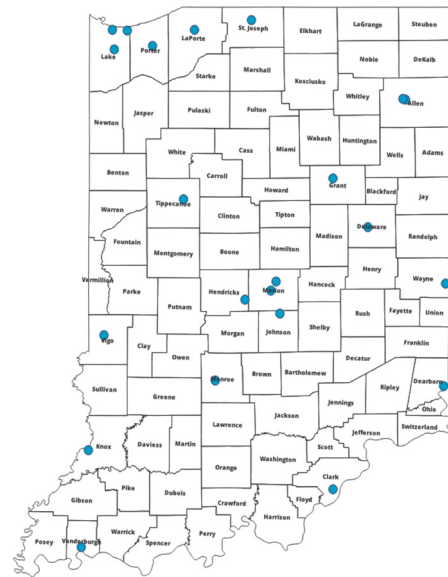 LaGrange
Steuben
St. Joseph
Elkhart
LaPorte
Lake
Porter
Noble
DeKalb
Marshall
Starke
Kosciusko
Whitley
Allen
Jasper
Pulaski
Fulton
Newton
Wabash
Huntington
White
Cass
Miami
Wells
Adams
Benton
Carroll
Grant
Blackford
Howard
Jay
Tippecanoe
Warren
Clinton
Tipton
Delaware
Randolph
Madison
Fountain
Montgomery
Boone
Hamilton
Henry
Vermillion
Wayne
Parke
Hendricks
Marion
Hancock
Putnam
Rush
Fayette
Union
Morgan
Johnson
Shelby
Vigo
Clay
Franklin
Owen
Decatur
Monroe
Brown
Bartholomew
Dearborn
Sullivan
Ripley
Greene
Jennings
Ohio
Jackson
Lawrence
Switzerland
Jefferson
Knox
Daviess
Martin
Scott
Orange
Washington
Clark
Pike
Dubois
Gibson
Floyd
Crawford
Harrison
Warrick
Perry
Posey
Vanderburgh
Spencer